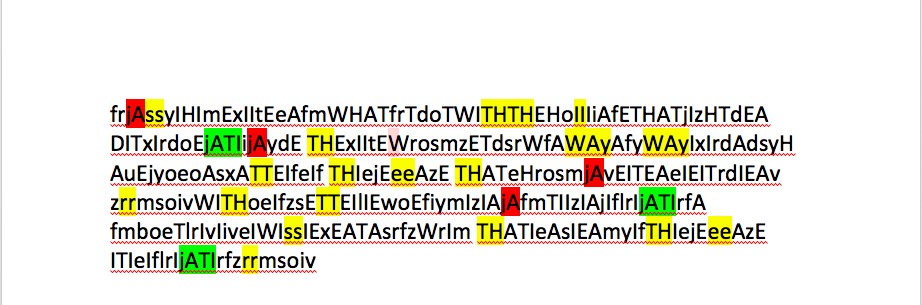 frjAssyIHImExIItEeAfmWHATfrTdoTWITHTHEHoIIIiAfETHATjIzHTdEA
DITxIrdoEjATIijAydE THExIItEWrosmzETdsrWfAWAyAfyWAyIxIrdAdsyH
AuEjyoeoAsxATTEIfeIf THIejEeeAzE THATeHrosmjAvEITEAeIEITrdIEAv
zrrmsoivWITHoeIfzsETTEIIIEwoEfiymIzIAjAfmTIIzIAjIfIrIjATIrfA
fmboeTIrIvIiveIWIssIExEATAsrfzWrIm THATIeAsIEAmyIfTHIejEeeAzE
ITIeIfIrIjATIrfzrrmsoiv